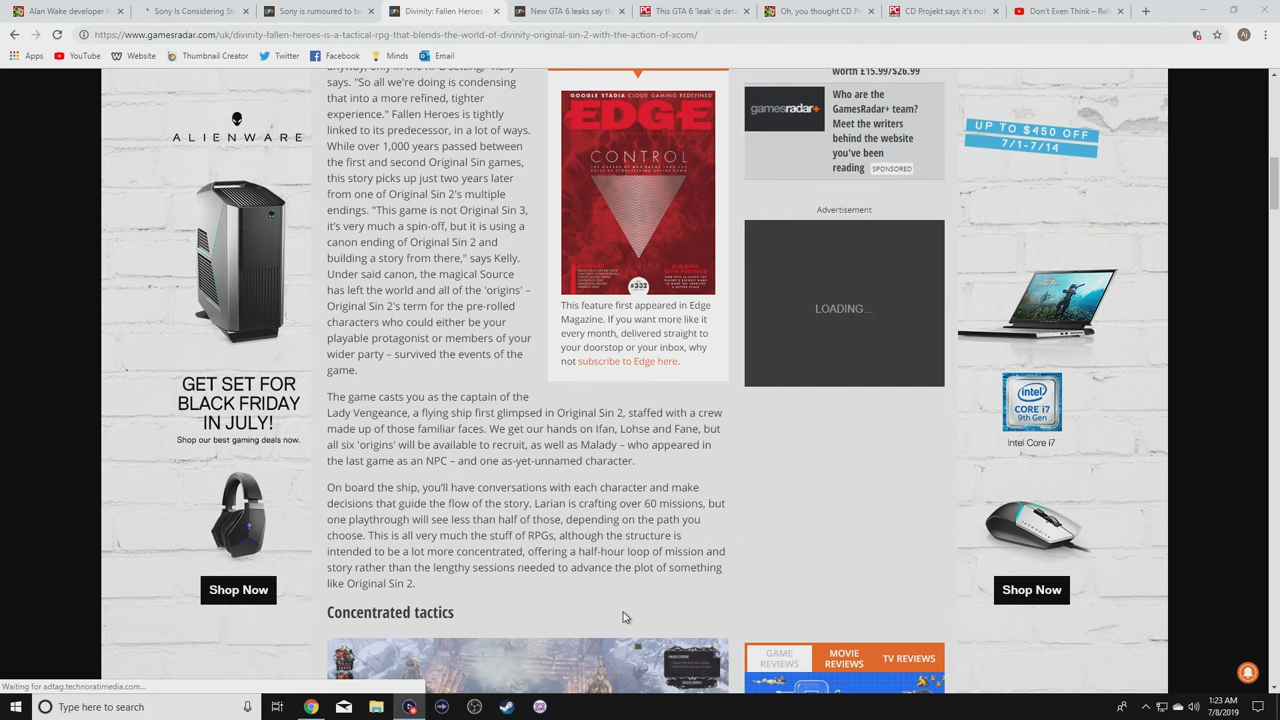 Alan Wake developer h
Sony Is Considering St
Sony is rumoured to be
Divinity: Fallen Heroes
New GTA 6 leaks say th
This GTA 6 'leak' is det
Oh, you thought CD Pr
CD Projekt says it's not
Don't Even Think – Rele
https://www.gamesradar.com/uk/divinity-fallen-heroes-is-a-tactical-rpg-that-blends-the-world-of-divinity-original-sin-2-with-the-action-of-xcom/
Apps
YouTube
Website
Thumbnail Creator
Twitter
Facebook
Minds
Email
says. "So all we're doing is condensing
that into a more refined, tighter
experience." Fallen Heroes is tightly
linked to its predecessor, in a lot of ways.
While over 1,000 years passed between
the first and second Original Sin games,
this story picks up just two years later
from one of Original Sin 2's multiple
endings. "This game is not Original Sin 3,
it's very much a spin-off, but it is using a
canon ending of Original Sin 2 and
building a story from there," says Kelly.
Under said canon, the magical Source
has left the world and all of the 'origins' –
Original Sin 2's term for the pre-rolled
characters who could either be your
playable protagonist or members of your
wider party – survived the events of the
game.
The game casts you as the captain of the
Lady Vengeance, a flying ship first glimpsed in Original Sin 2, staffed with a crew
made up of those familiar faces. We get our hands on Ifan, Lohse and Fane, but
all six 'origins' will be available to recruit, as well as Malady – who appeared in
the last game as an NPC – and one as-yet-unnamed character.
On board the ship, you'll have conversations with each character and make
decisions that guide the flow of the story. Larian is crafting over 60 missions, but
one playthrough will see less than half of those, depending on the path you
choose. This is all very much the stuff of RPGs, although the structure is
intended to be a lot more concentrated, offering a half-hour loop of mission and
story rather than the lengthy sessions needed to advance the plot of something
like Original Sin 2.
Concentrated tactics
GOOGLE STADIA CLOUD GAMING REDEFINED
EDGE
CONTROL
#332
This feature first appeared in Edge
Magazine. If you want more like it
every month, delivered straight to
your doorstop or your inbox, why
not subscribe to Edge here.
worth £15.99/$26.99
gamesradar+
Who are the
GamesRadar+ team?
Meet the writers
behind the website
you've been
reading SPONSORED
Advertisement
LOADING...
GAME REVIEWS
MOVIE REVIEWS
TV REVIEWS
ALIENWARE
GET SET FOR
BLACK FRIDAY
IN JULY!
Shop our best gaming deals now.
Shop Now
UP TO $450 OFF
7/1-7/14
intel
CORE i7
9th Gen
Intel Core i7
Shop Now
Waiting for adtag.technoratimedia.com...
Type here to search
1:23 AM
7/8/2019